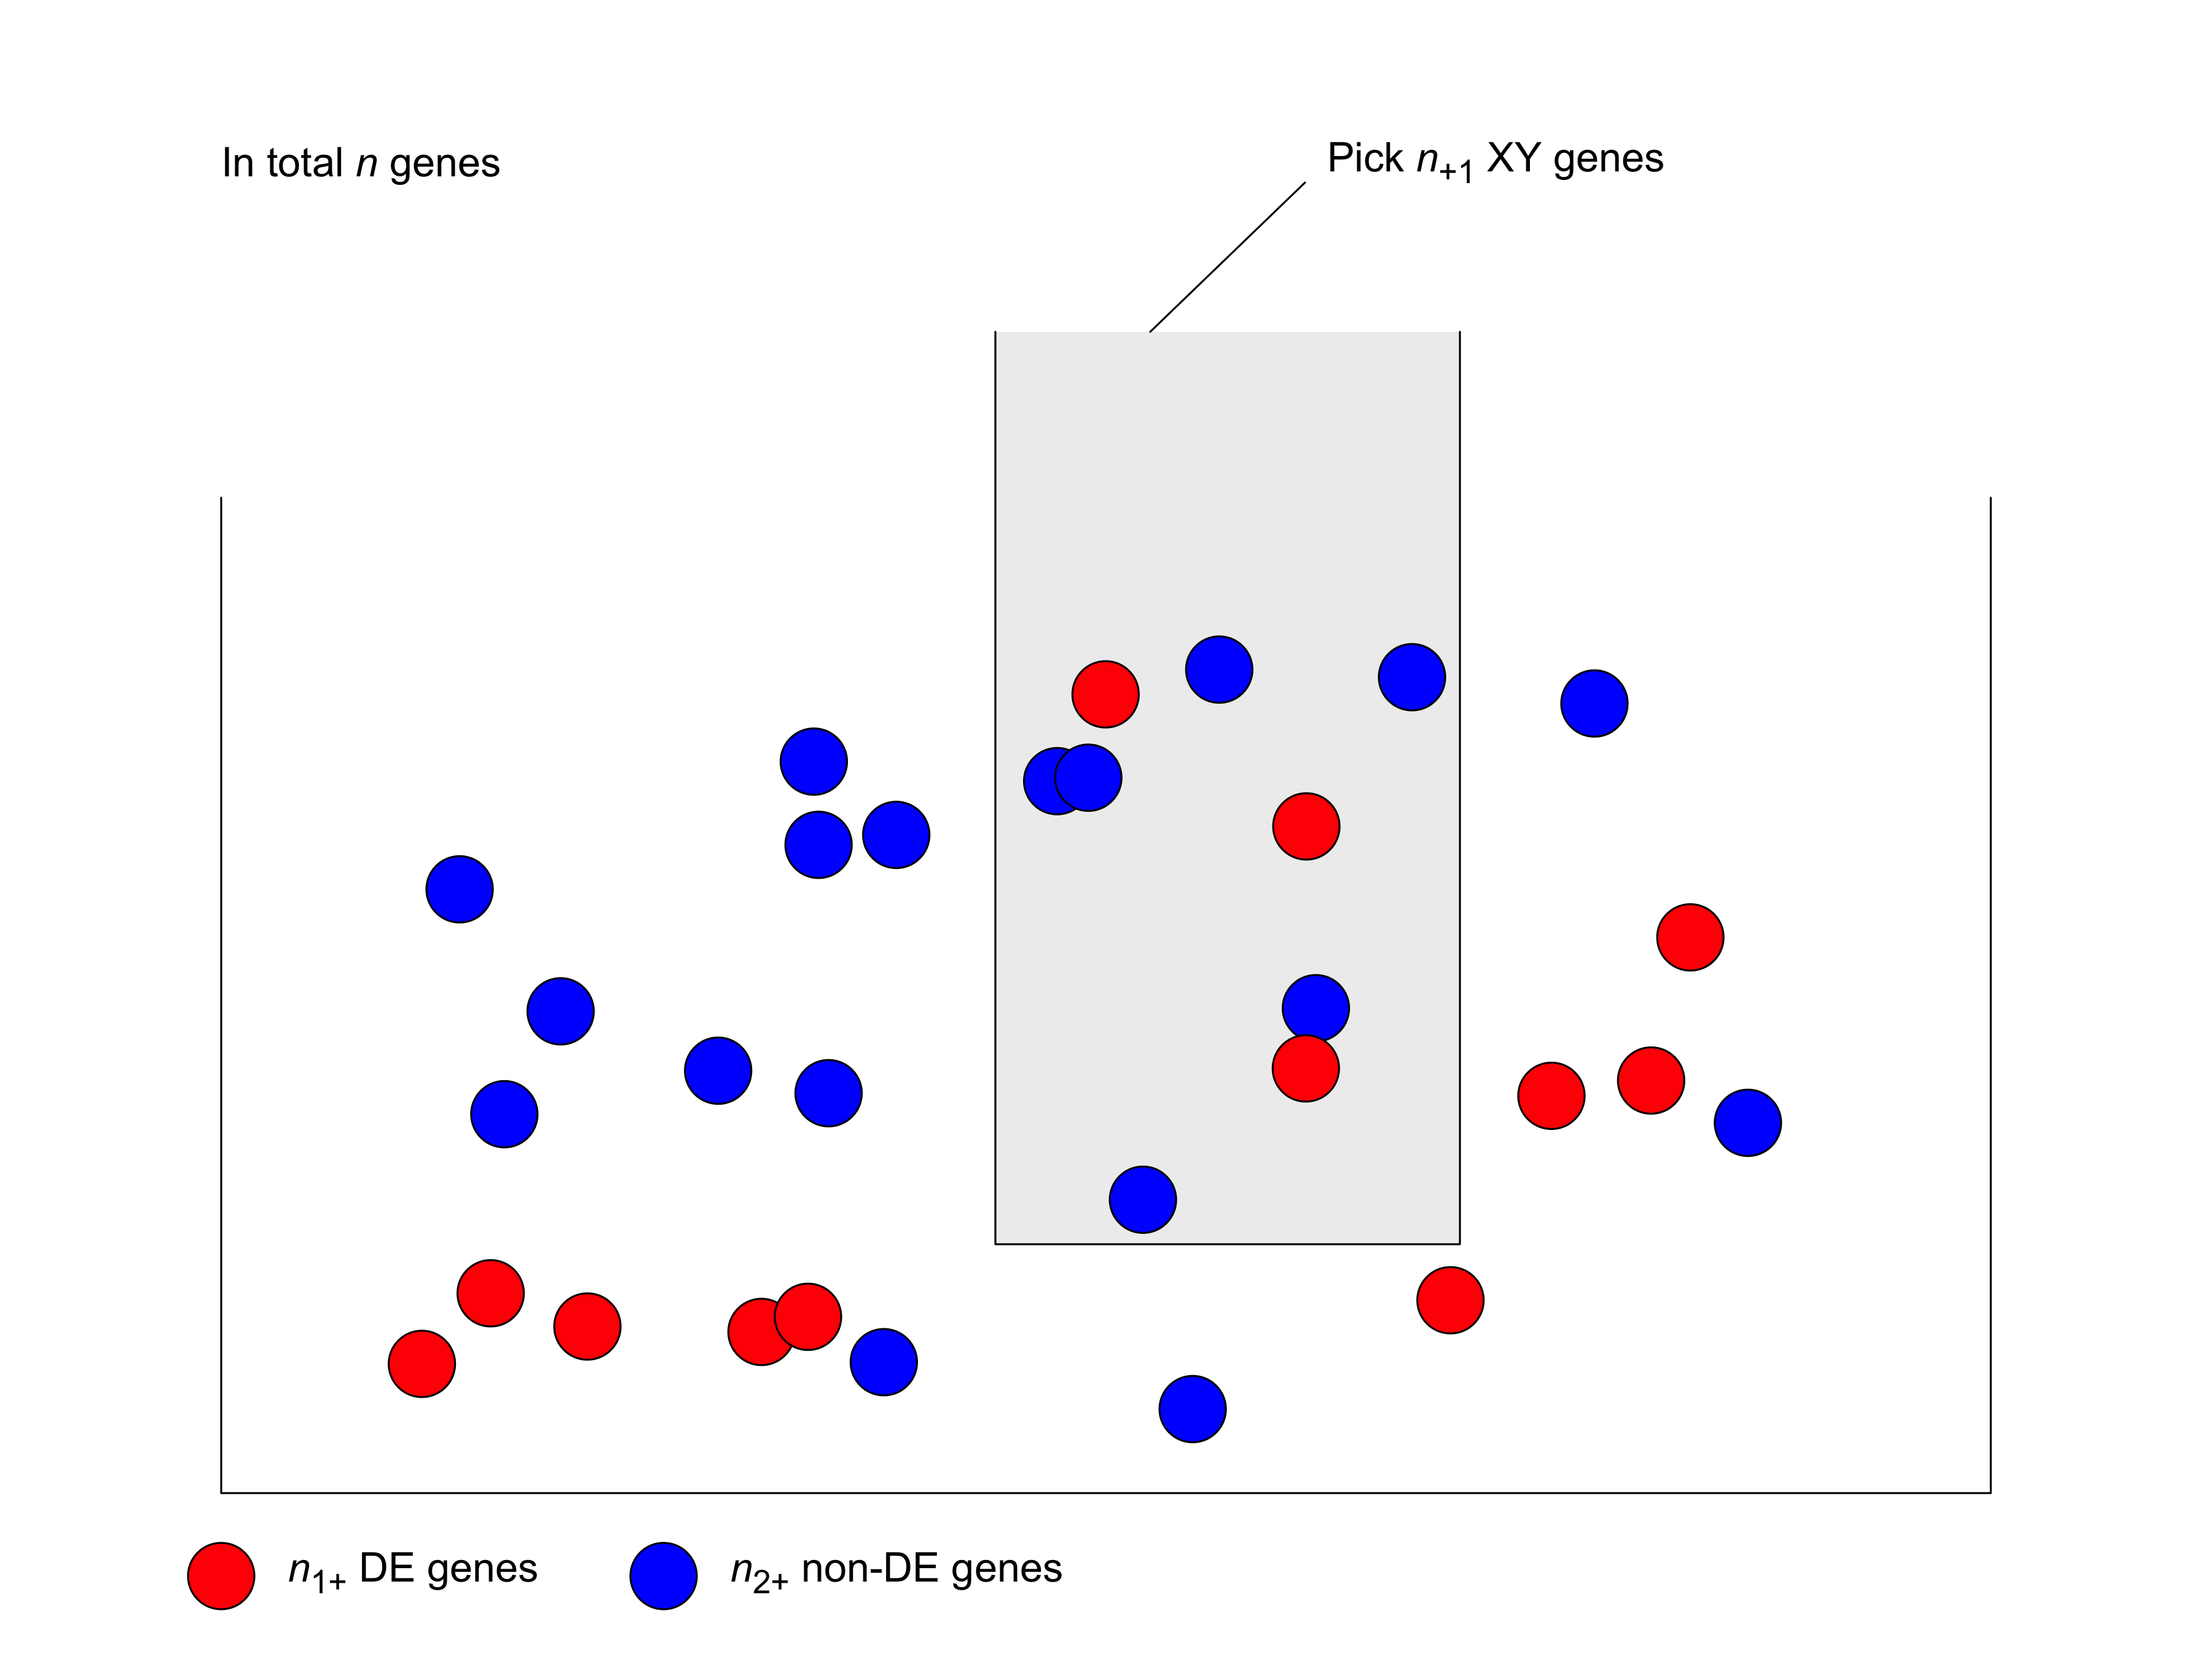 In total n genes
Pick n+1 XY genes
n1+ DE genes
n2+ non-DE genes